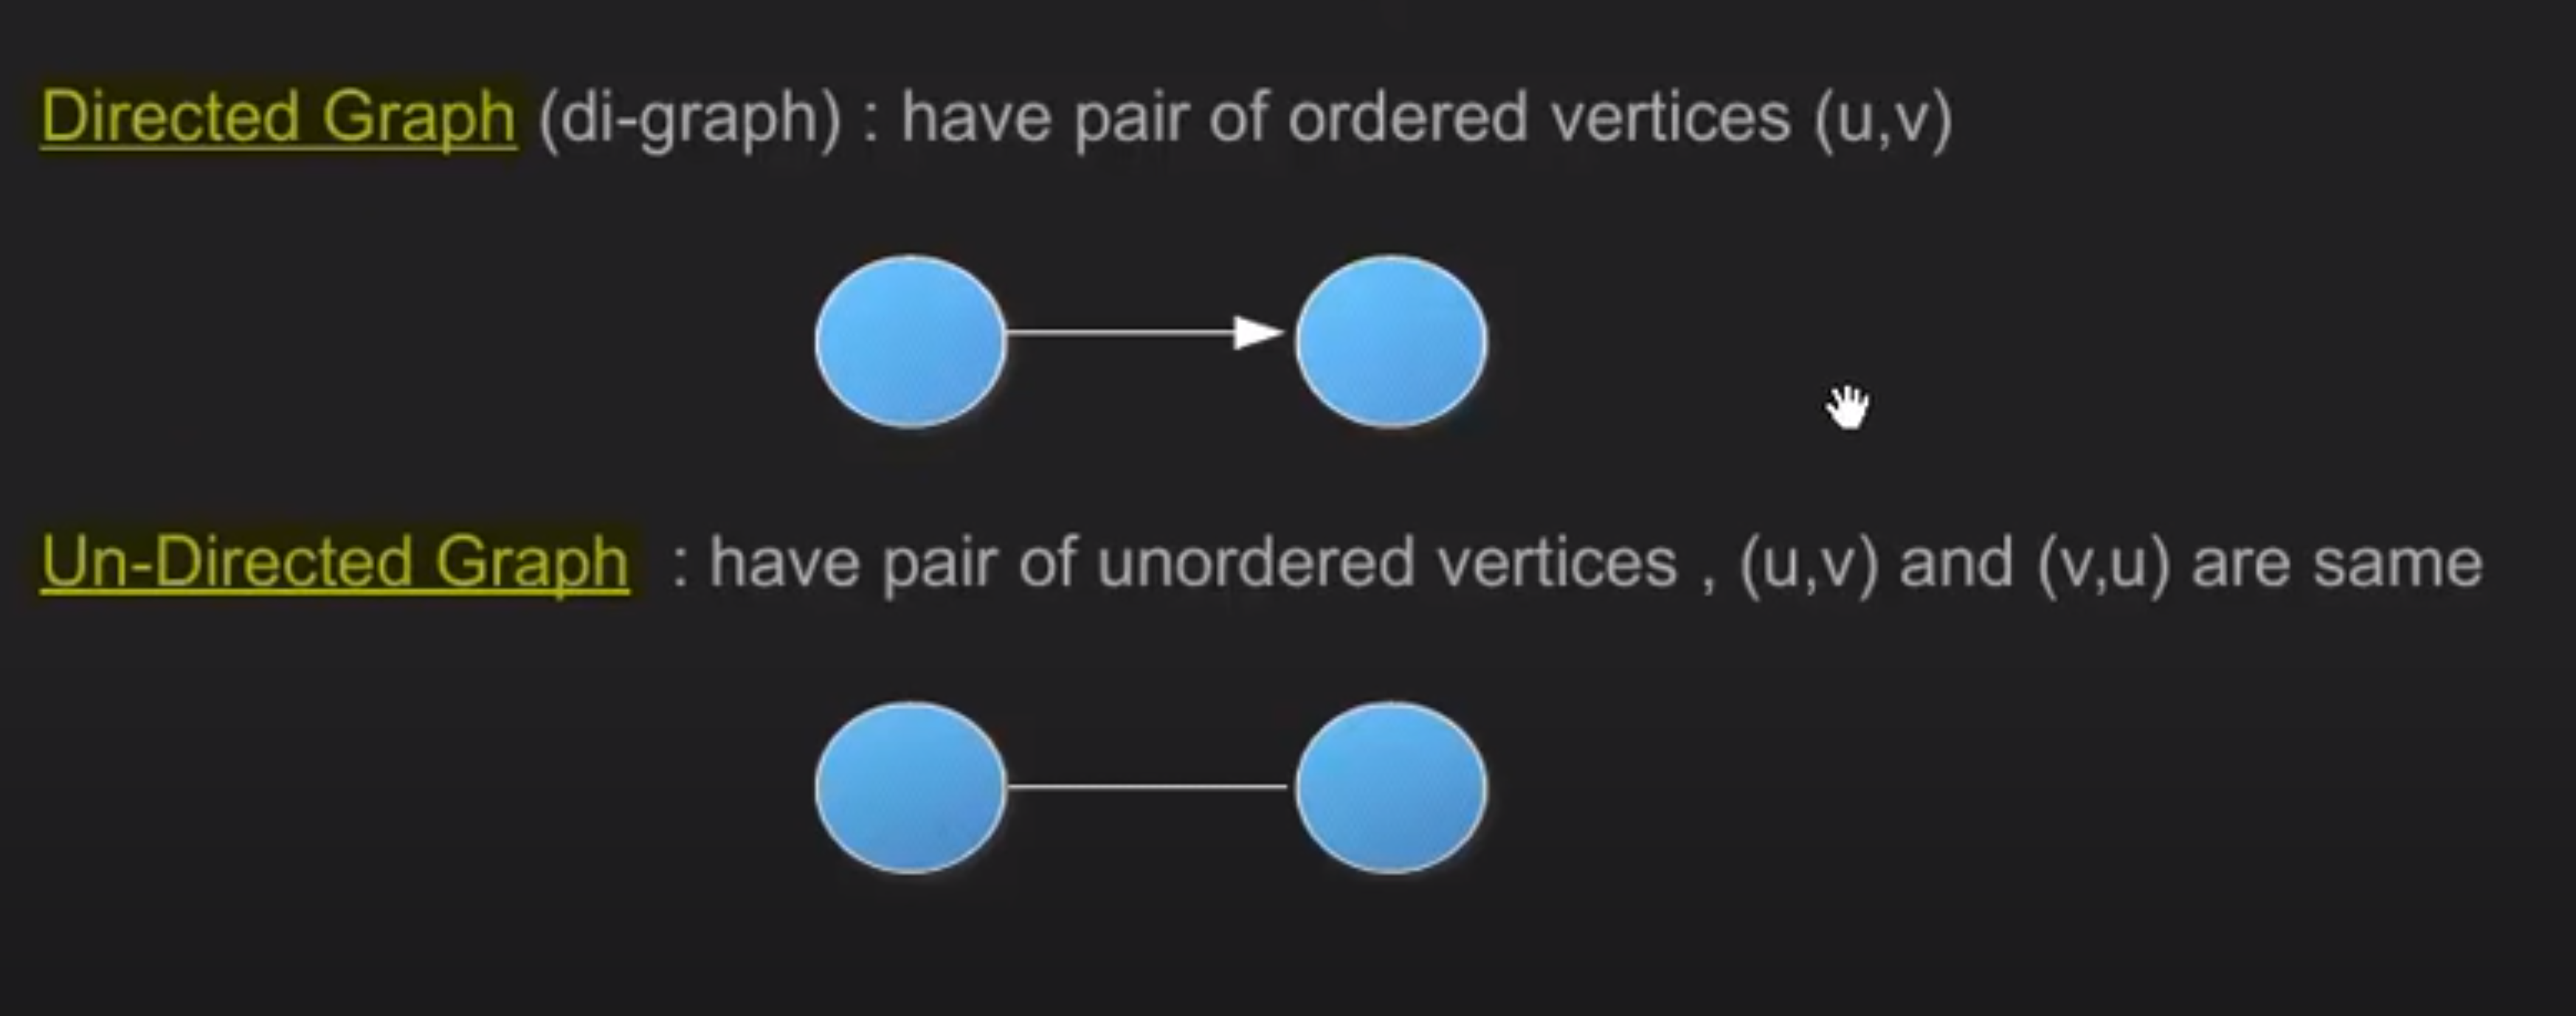 Directed Graph (di-graph) : have pair of ordered vertices (u,v)
Un-Directed Graph : have pair of unordered vertices , (u,v) and (v,u) are same